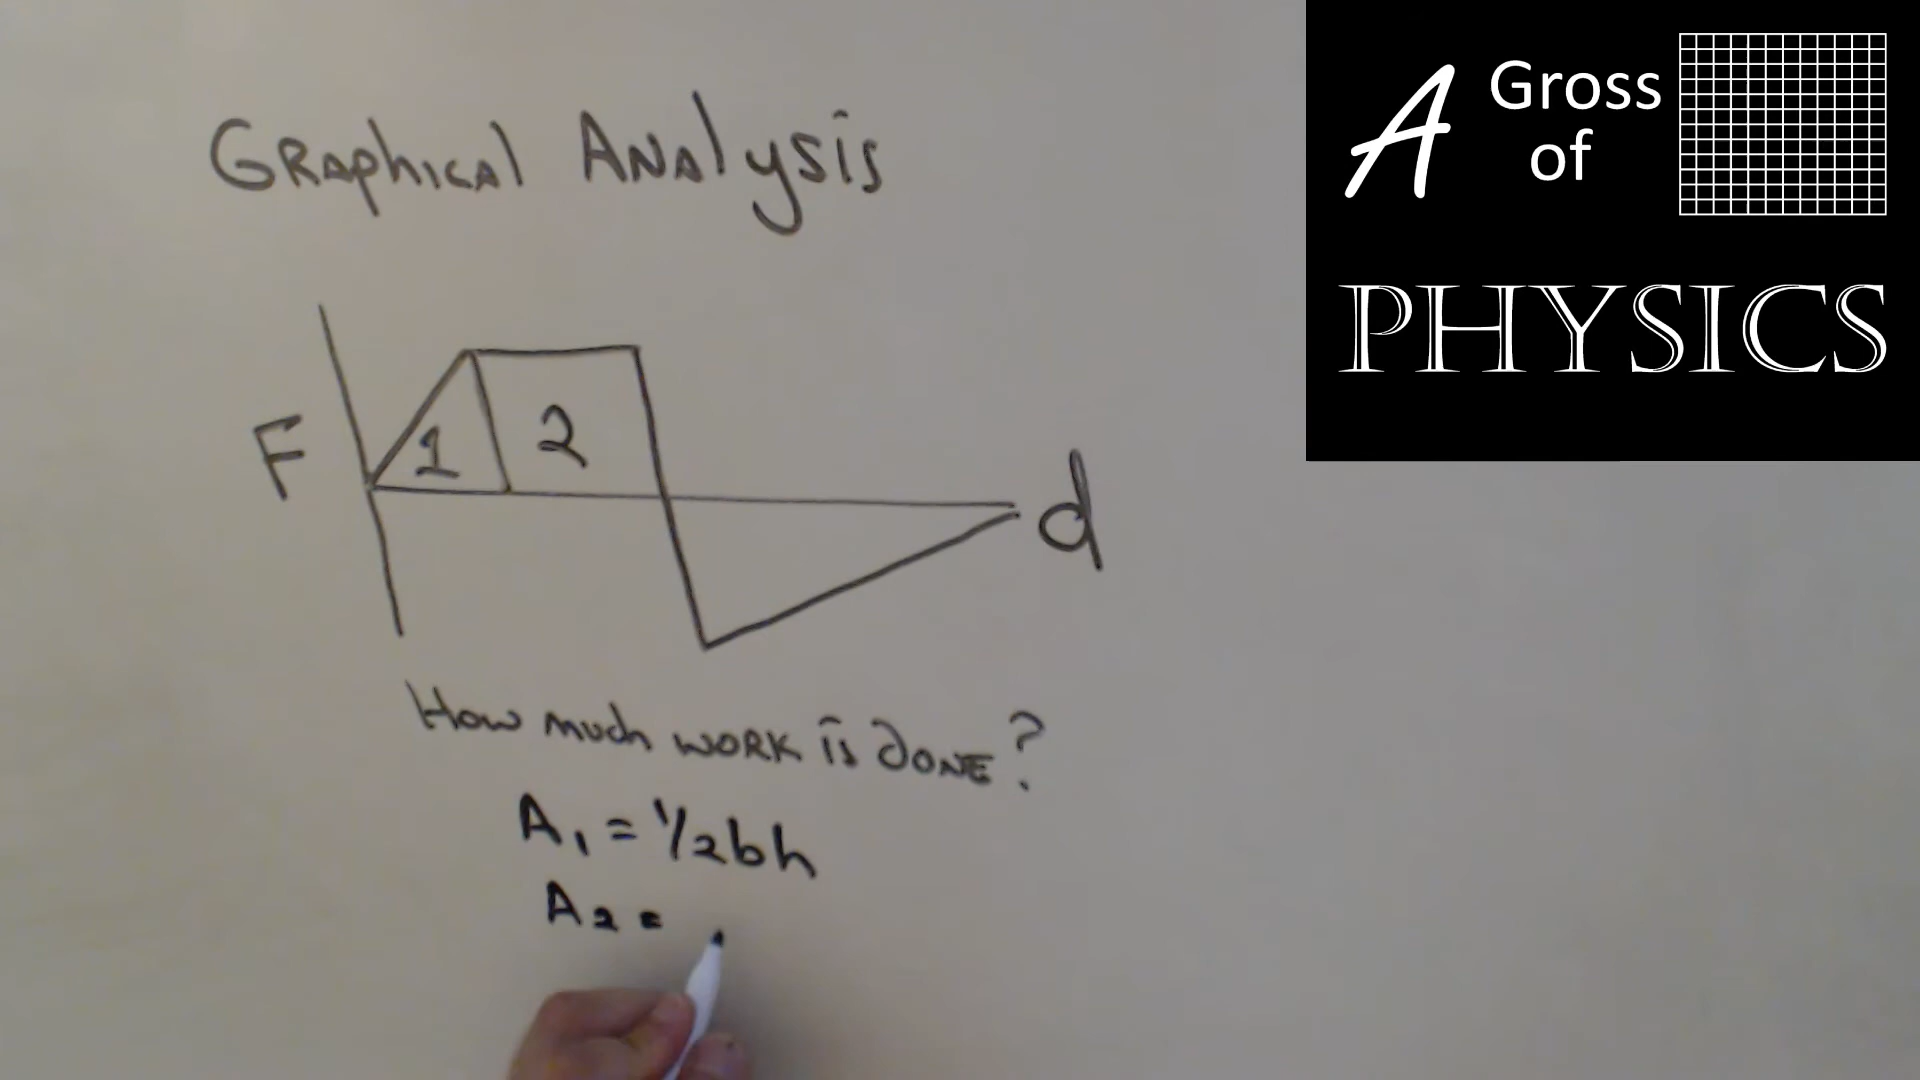 GRAphicAl ANAlysis
F
1
2
d
How much WORK is DONE?
A₁ = ½bh
A₂ =
A Gross
of
PHYSICS